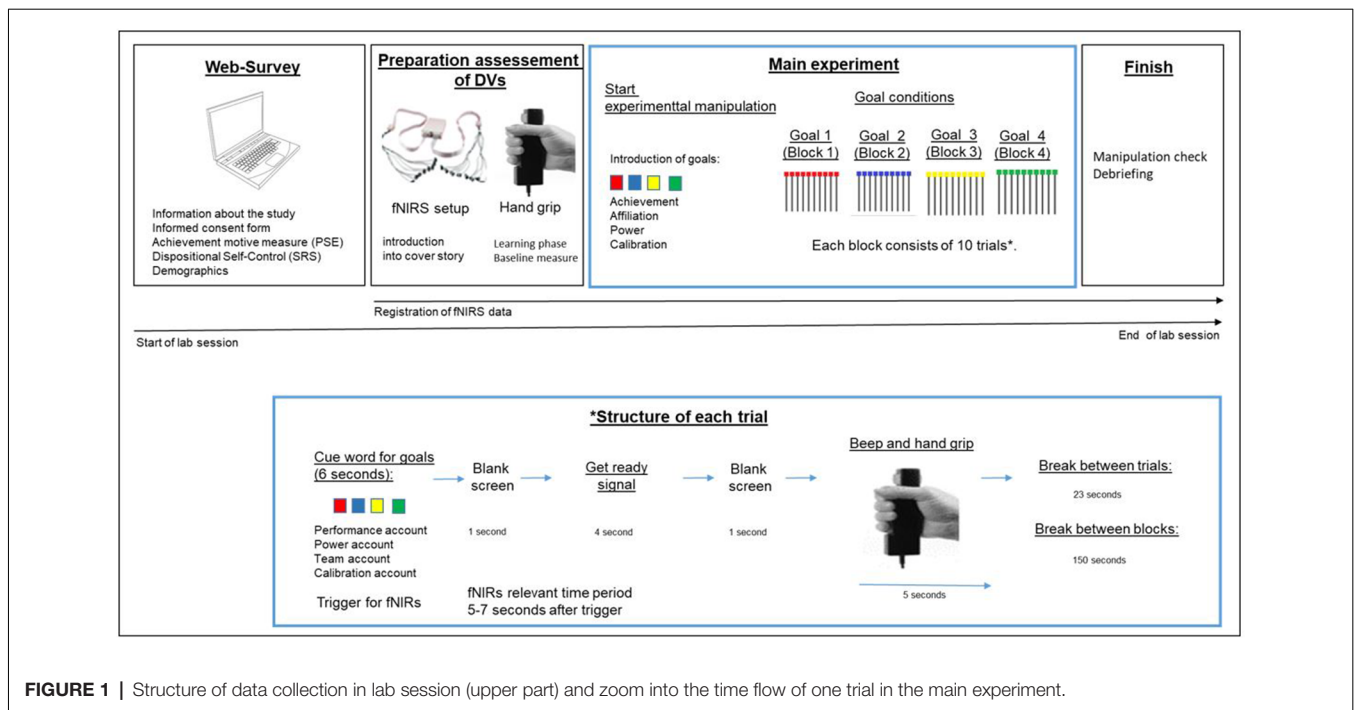 Web-Survey
Information about the study
Informed consent form
Achievement motive measure (PSE)
Dispositional Self-Control (SRS)
Demographics
Preparation assessement
of DVs
fNIRS setup
introduction
into cover story
Hand grip
Learning phase
Baseline measure
Main experiment
Start
experimenttal manipulation
Introduction of goals:
Achievement
Affiliation
Power
Calibration
Goal conditions
Goal 1
(Block 1)
Goal 2
(Block 2)
Goal 3
(Block 3)
Goal 4
(Block 4)
Each block consists of 10 trials*.
Finish
Manipulation check
Debriefing
Registration of fNIRS data
Start of lab session
End of lab session
*Structure of each trial
Cue word for goals
(6 seconds):
Performance account
Power account
Team account
Calibration account
Trigger for fNIRs
Blank
screen
1 second
fNIRs relevant time period
5-7 seconds after trigger
Get ready
signal
4 second
Blank
screen
1 second
Beep and hand grip
5 seconds
Break between trials:
23 seconds
Break between blocks:
150 seconds
FIGURE 1 | Structure of data collection in lab session (upper part) and zoom into the time flow of one trial in the main experiment.